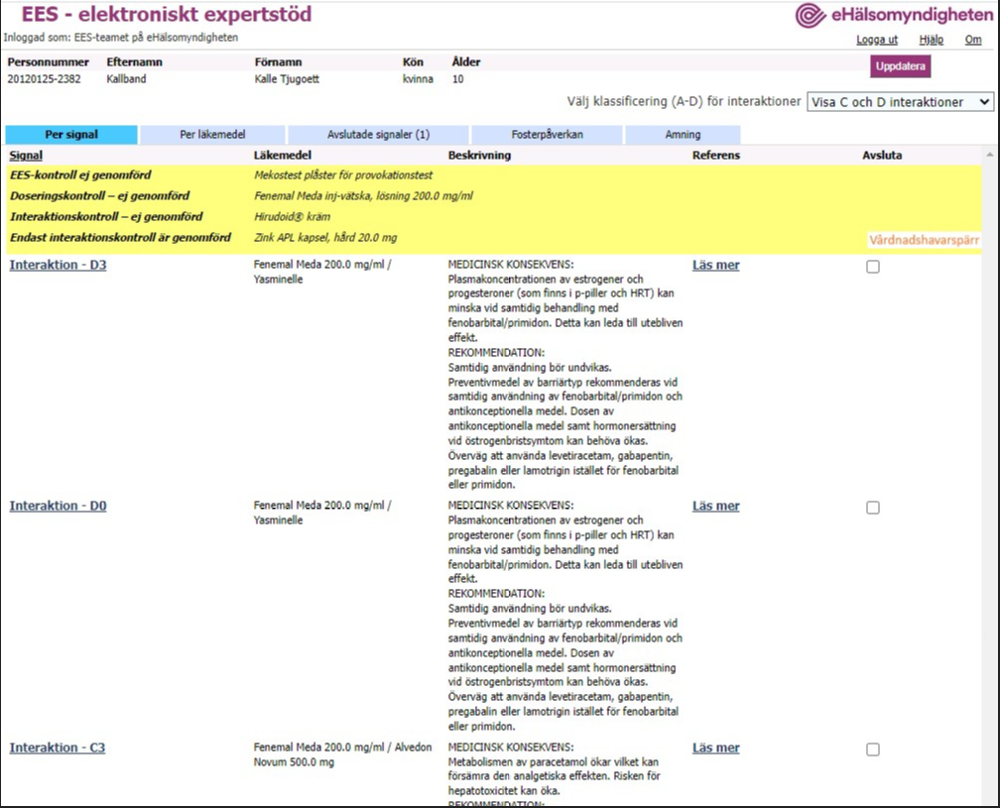 EES - elektroniskt expertstöd
eHälsomyndigheten
Inloggad som: EES-teamet på eHälsomyndigheten
Logga ut Hjälp Om
Personnummer Efternamn Förnamn Kön Ålder
20120125-2382 Kallband Kalle Tjugoett kvinna 10
Uppdatera
Välj klassificering (A-D) för interaktioner Visa C och D interaktioner
Per signal Per läkemedel Avslutade signaler (1) Fosterpåverkan Amning
Signal Läkemedel Beskrivning Referens Avsluta
EES-kontroll ej genomförd Mekostest plåster för provokationstest
Doseringskontroll – ej genomförd Fenemal Meda inj-vätska, lösning 200.0 mg/ml
Interaktionskontroll – ej genomförd Hirudoid® kräm
Endast interaktionskontroll är genomförd Zink APL kapsel, hård 20.0 mg Vårdnadshavarspärr
Interaktion - D3 Fenemal Meda 200.0 mg/ml / MEDICINSK KONSEKVENS: Läs mer
Yasminelle Plasmakoncentrationen av estrogener och
progesteroner (som finns i p-piller och HRT) kan
minska vid samtidig behandling med
fenobarbital/primidon. Detta kan leda till utebliven
effekt.
REKOMMENDATION:
Samtidig användning bör undvikas.
Preventivmedel av barriärtyp rekommenderas vid
samtidig användning av fenobarbital/primidon och
antikonceptionella medel. Dosen av
antikonceptionella medel samt hormonersättning
vid östrogenbristsymtom kan behöva ökas.
Överväg att använda levetiracetam, gabapentin,
pregabalin eller lamotrigin istället för fenobarbital
eller primidon.
Interaktion - D0 Fenemal Meda 200.0 mg/ml / MEDICINSK KONSEKVENS: Läs mer
Yasminelle Plasmakoncentrationen av estrogener och
progesteroner (som finns i p-piller och HRT) kan
minska vid samtidig behandling med
fenobarbital/primidon. Detta kan leda till utebliven
effekt.
REKOMMENDATION:
Samtidig användning bör undvikas.
Preventivmedel av barriärtyp rekommenderas vid
samtidig användning av fenobarbital/primidon och
antikonceptionella medel. Dosen av
antikonceptionella medel samt hormonersättning
vid östrogenbristsymtom kan behöva ökas.
Överväg att använda levetiracetam, gabapentin,
pregabalin eller lamotrigin istället för fenobarbital
eller primidon.
Interaktion - C3 Fenemal Meda 200.0 mg/ml / Alvedon MEDICINSK KONSEKVENS: Läs mer
Novum 500.0 mg Metabolismen av paracetamol ökar vilket kan
försämra den analgetiska effekten. Risken för
hepatotoxicitet kan öka.
REKOMMENDATION: